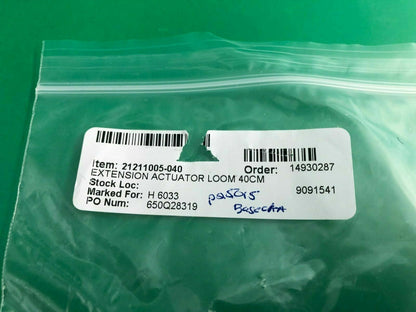 Item: 21211005-040 Order: 14930287
EXTENSION ACTUATOR LOOM 40CM
Stock Loc: 9091541
Marked For: H 6033
PO Num: 650Q28319